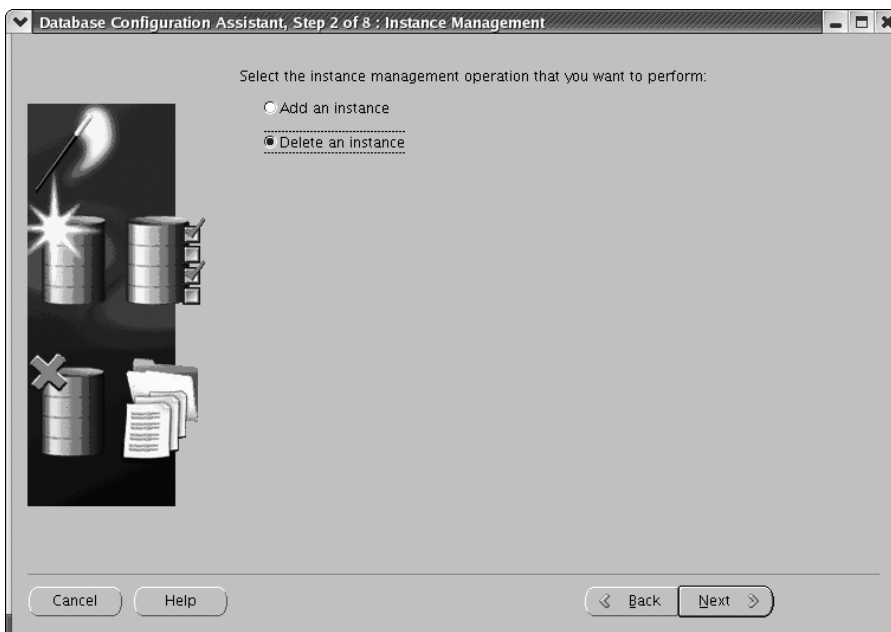 Database Configuration Assistant, Step 2 of 8 : Instance Management
Select the instance management operation that you want to perform:
Add an instance
Delete an instance
Cancel
Help
Back
Next